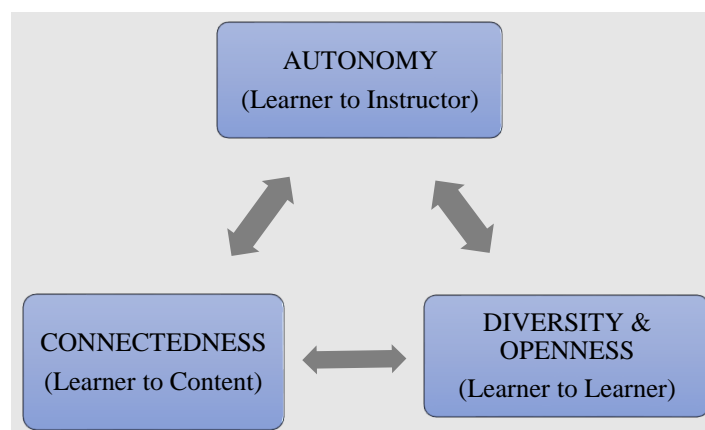 AUTONOMY
(Learner to Instructor)
CONNECTEDNESS
(Learner to Content)
DIVERSITY &
OPENNESS
(Learner to Learner)